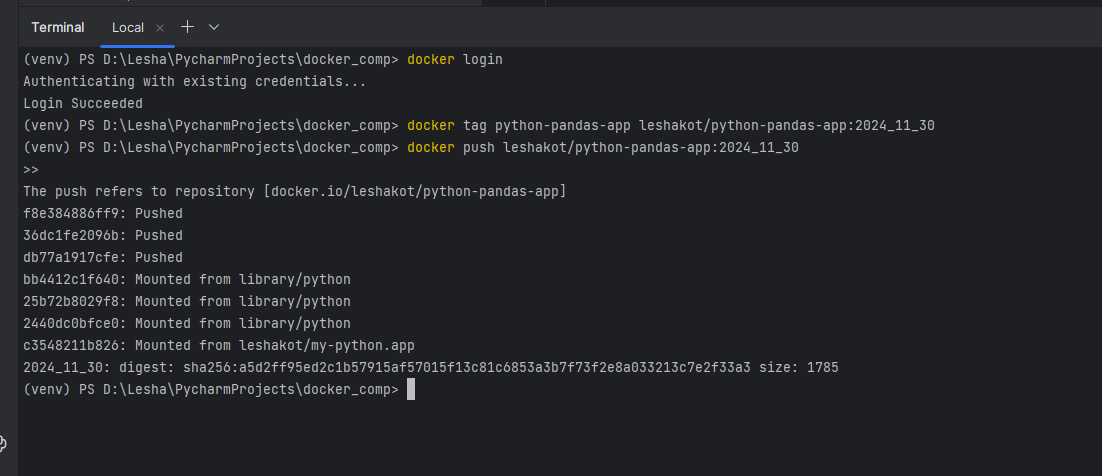 Terminal Local
(venv) PS D:\Lesha\PycharmProjects\docker_comp> docker login
Authenticating with existing credentials...
Login Succeeded
(venv) PS D:\Lesha\PycharmProjects\docker_comp> docker tag python-pandas-app leshakot/python-pandas-app:2024_11_30
(venv) PS D:\Lesha\PycharmProjects\docker_comp> docker push leshakot/python-pandas-app:2024_11_30
>>
The push refers to repository [docker.io/leshakot/python-pandas-app]
f8e384886ff9: Pushed
36dc1fe2096b: Pushed
db77a1917cfe: Pushed
bb4412c1f640: Mounted from library/python
25b72b8029f8: Mounted from library/python
2440dc0bfce0: Mounted from library/python
c3548211b826: Mounted from leshakot/my-python.app
2024_11_30: digest: sha256:a5d2ff95ed2c1b57915af57015f13c81c6853a3b7f73f2e8a033213c7e2f33a3 size: 1785
(venv) PS D:\Lesha\PycharmProjects\docker_comp>